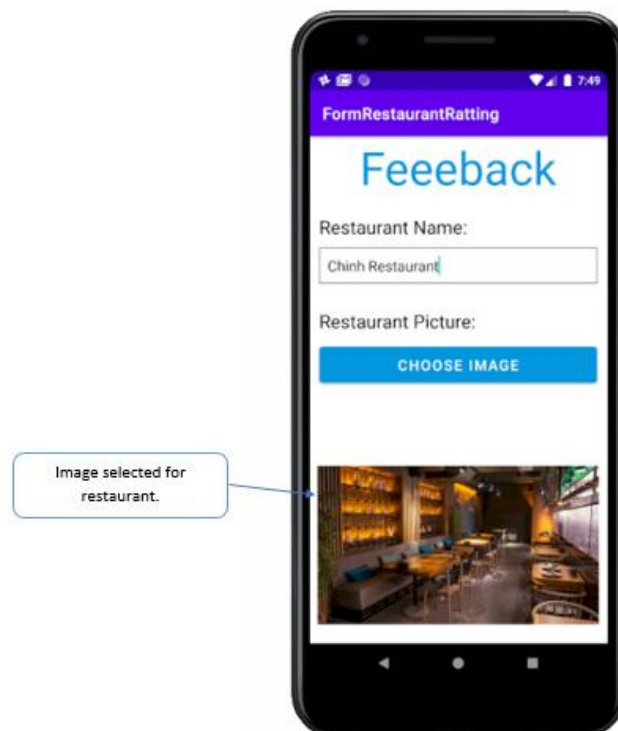 7:49
FormRestaurantRatting
Feeeback
Restaurant Name:
Chinh Restaurant
Restaurant Picture:
CHOOSE IMAGE
Image selected for
restaurant.